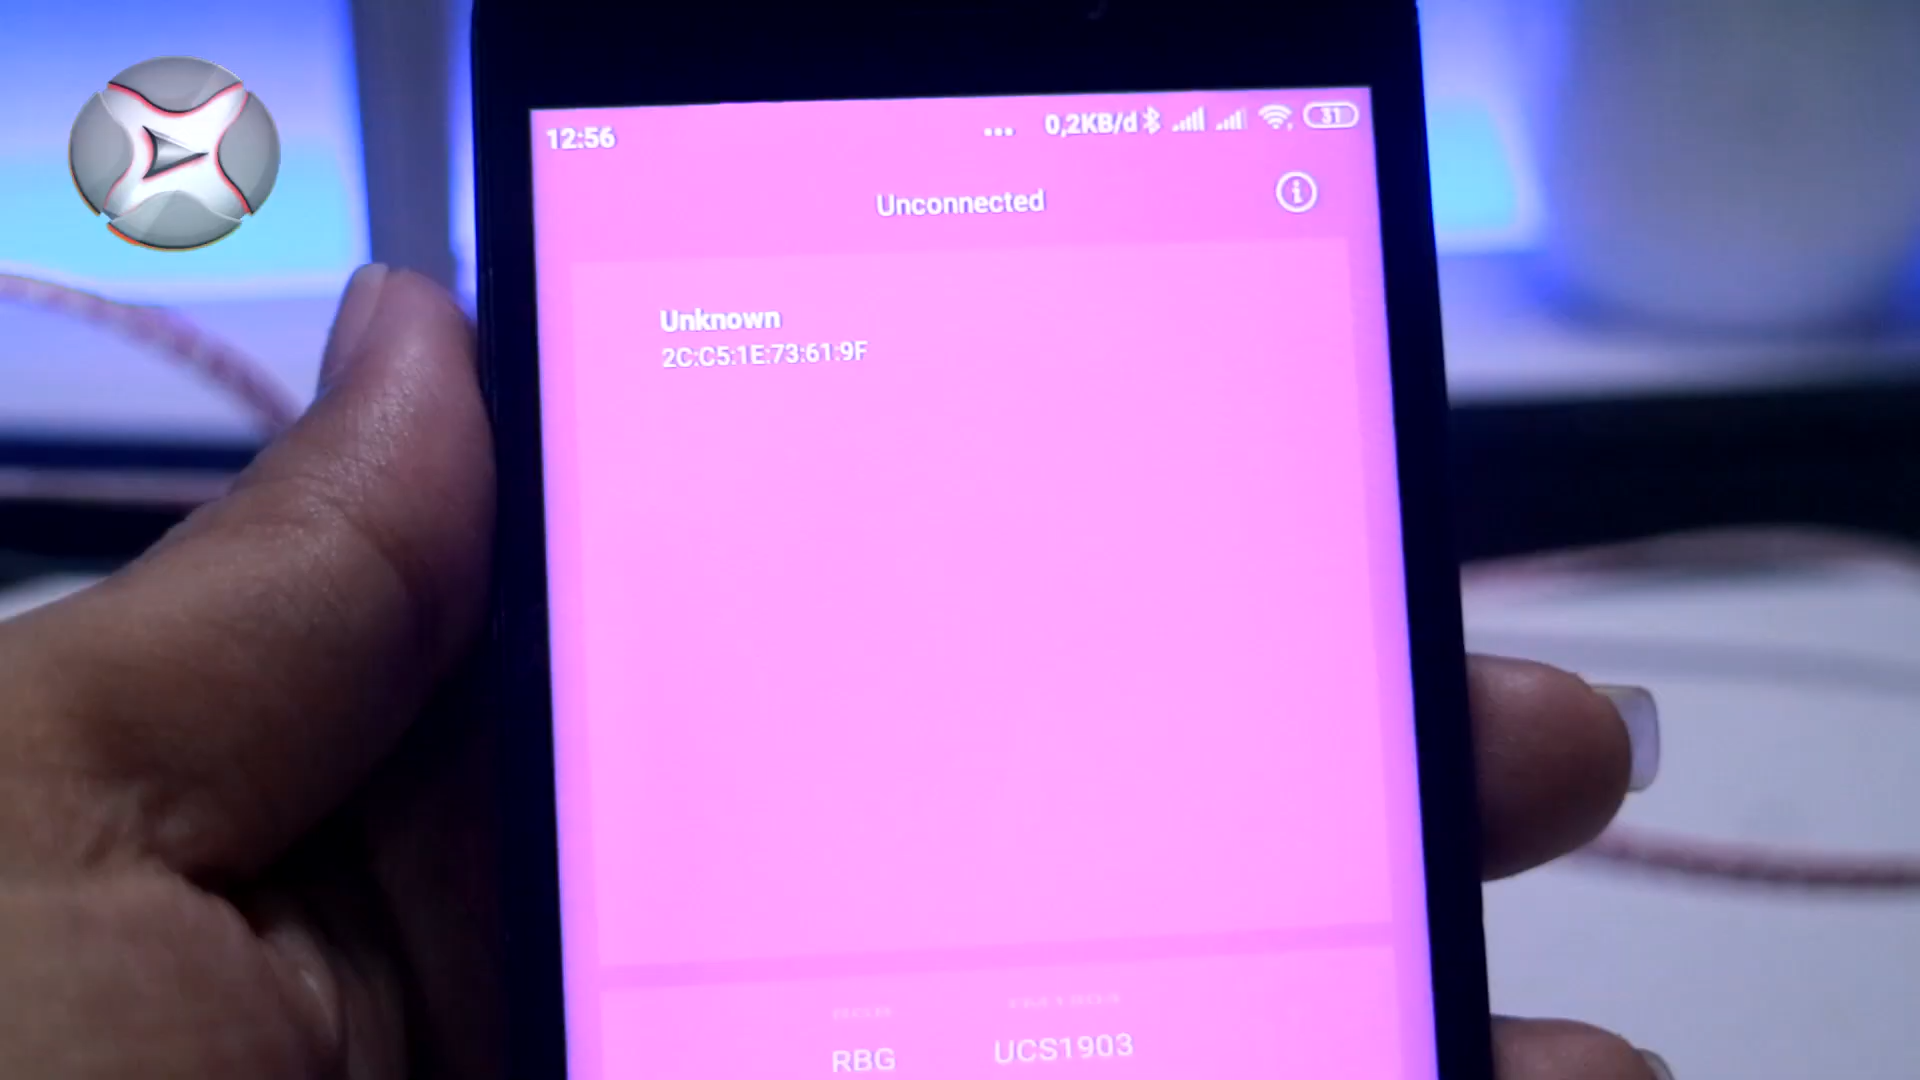 12:56
... 0,2KB/d 31
Unconnected
Unknown
2C:C5:1E:73:61:9F
RBG UCS1903